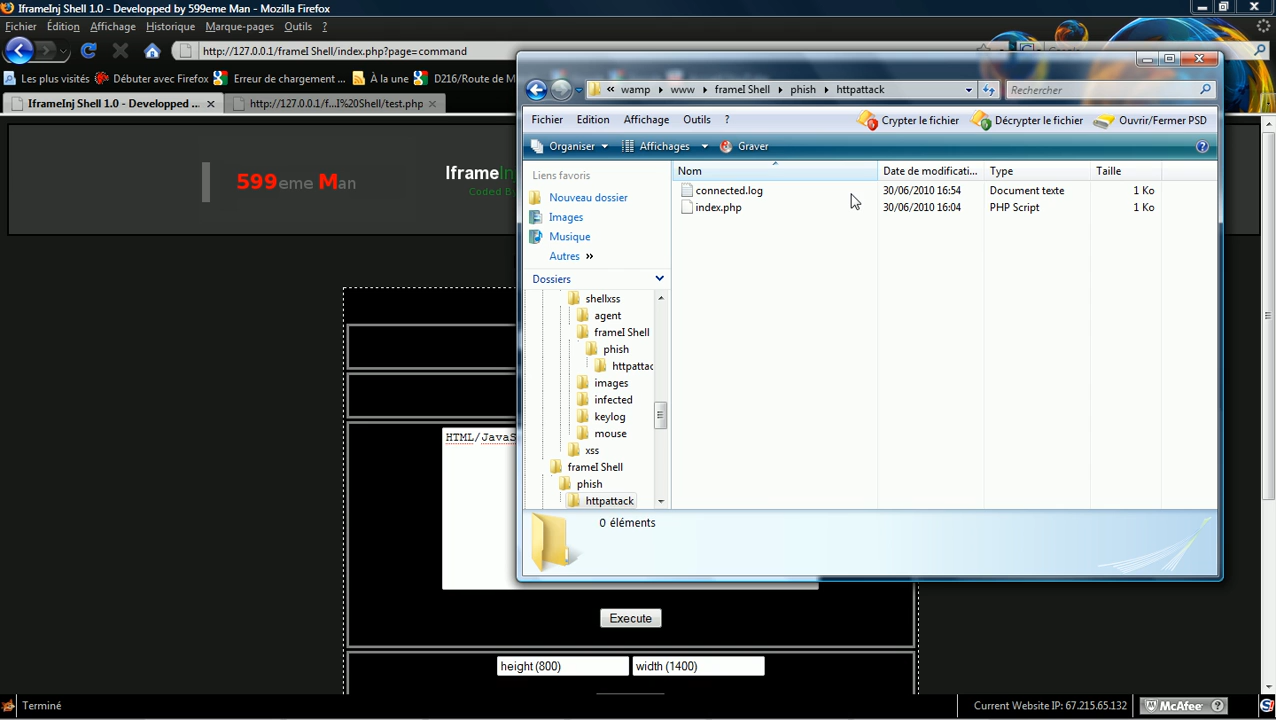 IframeInj Shell 1.0 - Developped by 599eme Man - Mozilla Firefox
Fichier Édition Affichage Historique Marque-pages Outils ?
http://127.0.0.1/frameI Shell/index.php?page=command
Les plus visités Débuter avec Firefox Erreur de chargement ... À la une D216/Route de M
IframeInj Shell 1.0 - Developped ... http://127.0.0.1/f...I%20Shell/test.php
599eme Man
IframeIn
Coded B
wamp www frameI Shell phish httpattack
Rechercher
Fichier Edition Affichage Outils ? Crypter le fichier Décrypter le fichier Ouvrir/Fermer PSD
Organiser Affichages Graver
Liens favoris
Nouveau dossier
Images
Musique
Autres »
Dossiers
shellxss
agent
frameI Shell
phish
httpattac
images
infected
keylog
mouse
xss
frameI Shell
phish
httpattack
Nom Date de modificati... Type Taille
connected.log 30/06/2010 16:54 Document texte 1 Ko
index.php 30/06/2010 16:04 PHP Script 1 Ko
0 éléments
HTML/JavaS
Execute
height (800) width (1400)
Terminé
Current Website IP: 67.215.65.132 McAfee